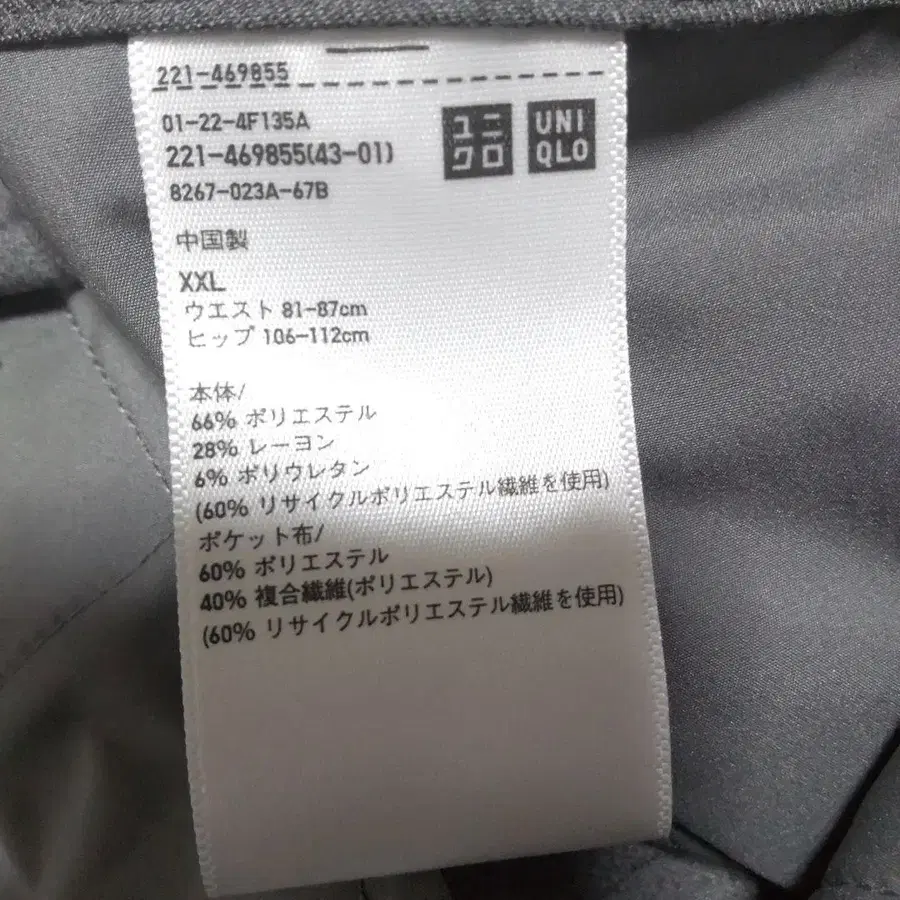 221-469855
01-22-4F135A
221-469855(43-01)
8267-023A-67B
ユニ
クロ
UNI
QLO
中国製
XXL
ウエスト 81-87cm
ヒップ 106-112cm
本体/
66% ポリエステル
28% レーヨン
6% ポリウレタン
(60% リサイクルポリエステル繊維を使用)
ポケット布/
60% ポリエステル
40% 複合繊維(ポリエステル)
(60% リサイクルポリエステル繊維を使用)